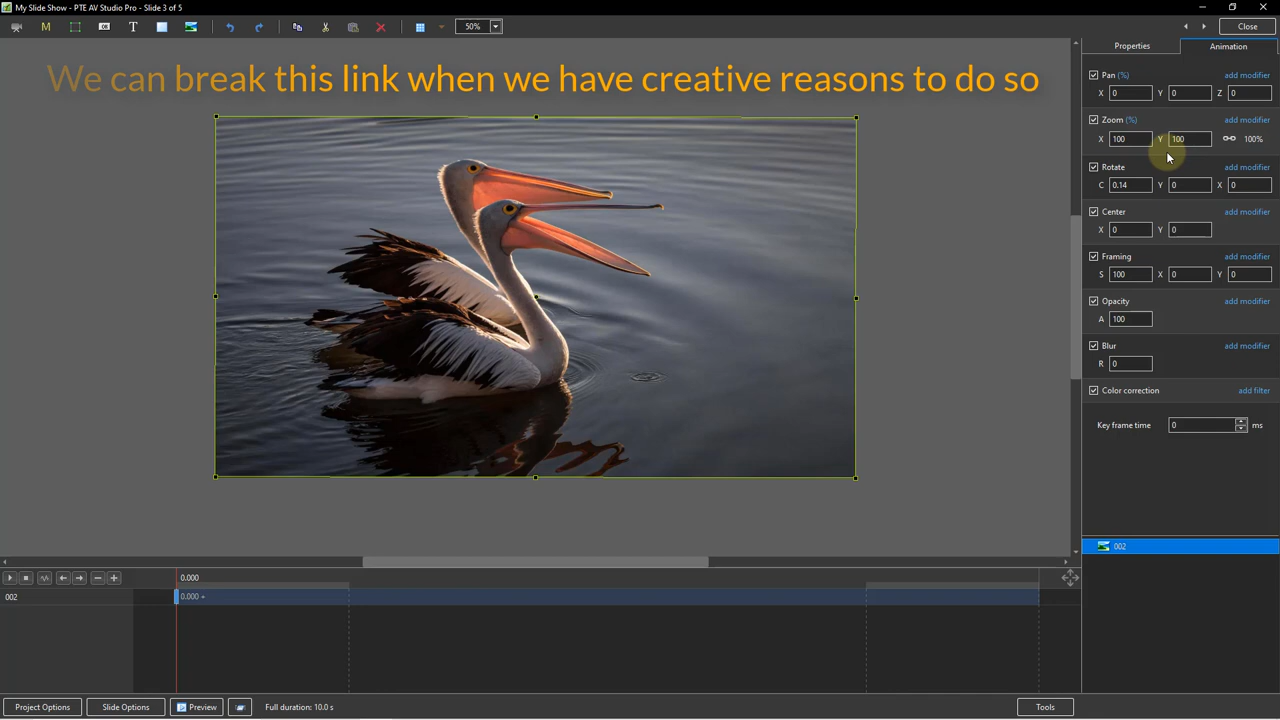 My Slide Show - PTE AV Studio Pro - Slide 3 of 5
M OK T 50% Close
We can break this link when we have creative reasons to do so
Properties Animation
Pan (%) add modifier
X 0 Y 0 Z 0
Zoom (%) add modifier
X 100 Y 100 100%
Rotate add modifier
C 0.14 Y 0 X 0
Center add modifier
X 0 Y 0
Framing add modifier
S 100 X 0 Y 0
Opacity add modifier
A 100
Blur add modifier
R 0
Color correction add filter
Key frame time 0 ms
002
0.000
002 0.000 +
Project Options Slide Options Preview Full duration: 10.0 s Tools